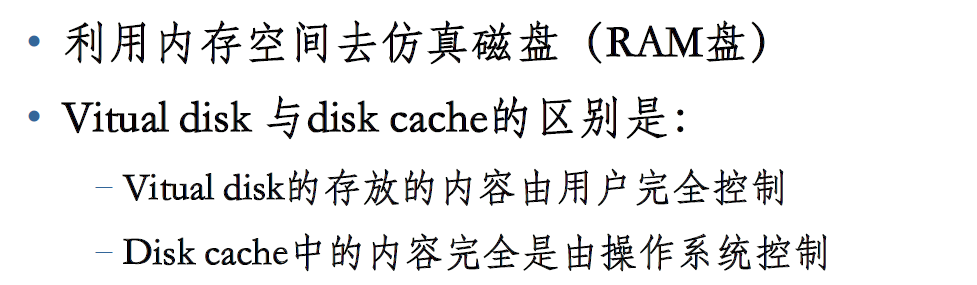 • 利用内存空间去仿真磁盘（RAM盘）
• Vitual disk 与disk cache的区别是：
– Vitual disk的存放的内容由用户完全控制
– Disk cache中的内容完全是由操作系统控制